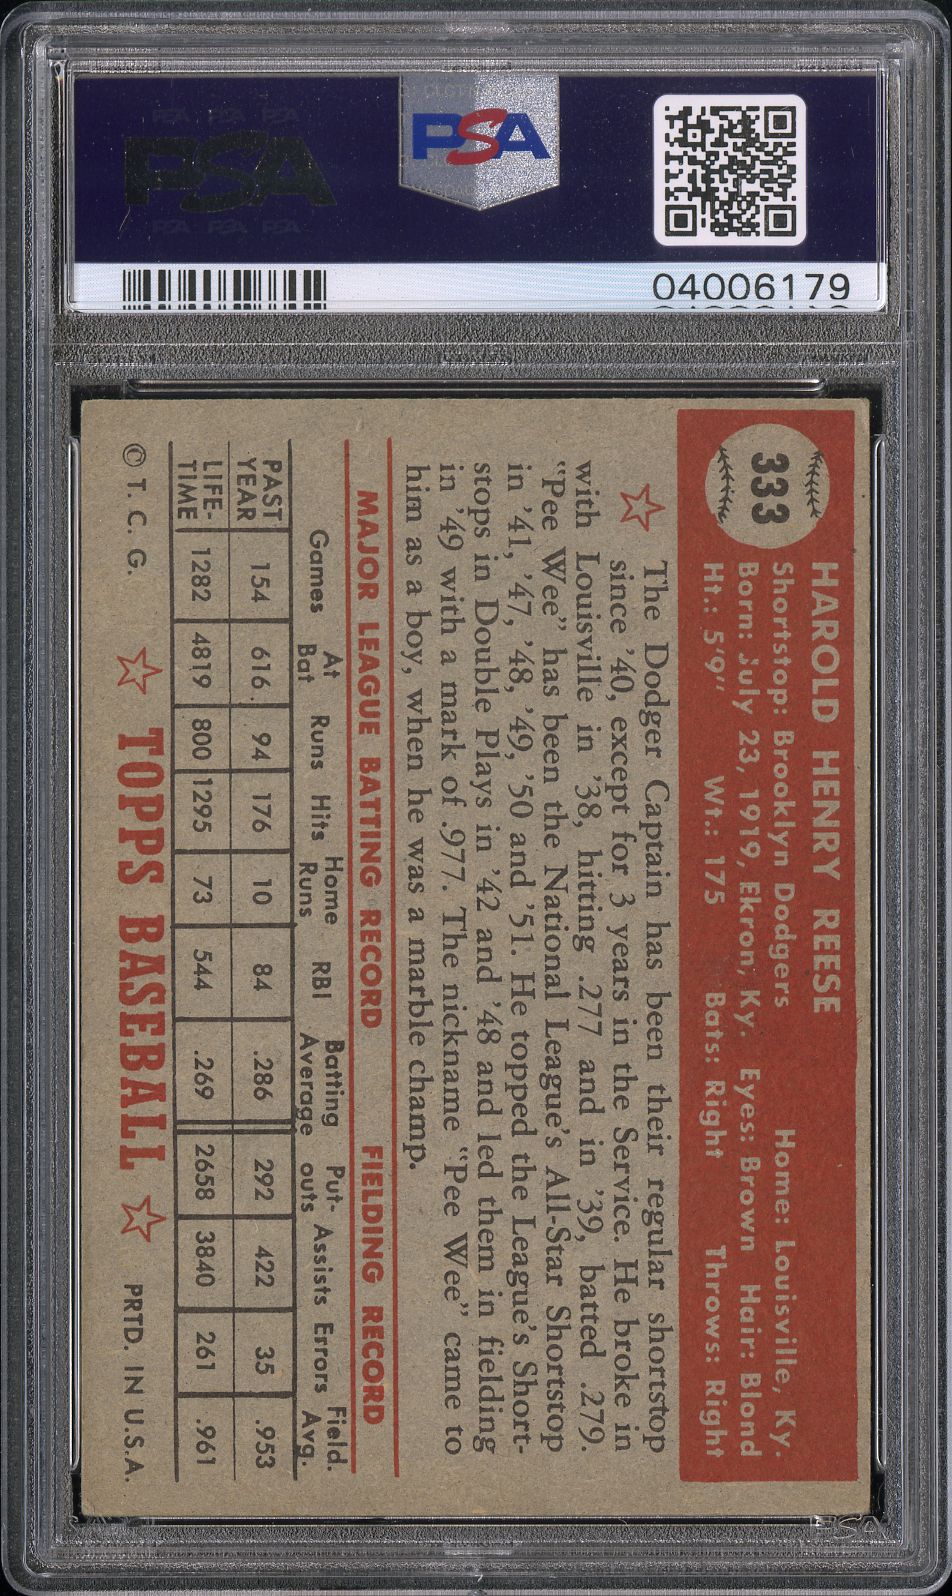 PSA PSA PSA
PSA
PSA PSA PSA
PSA
04006179
333
HAROLD HENRY REESE
Shortstop: Brooklyn Dodgers Home: Louisville, Ky.
Born: July 23, 1919, Ekron, Ky. Eyes: Brown Hair: Blond
Ht.: 5'9" Wt.: 175 Bats: Right Throws: Right
The Dodger Captain has been their regular shortstop
since '40, except for 3 years in the Service. He broke in
with Louisville in '38, hitting .277 and in '39, batted .279.
"Pee Wee" has been the National League's All-Star Shortstop
in '41, '47, '48, '49, '50 and '51. He topped the League's Short-
stops in Double Plays in '42 and '48 and led them in fielding
in '49 with a mark of .977. The nickname "Pee Wee" came to
him as a boy, when he was a marble champ.
MAJOR LEAGUE BATTING RECORD FIELDING RECORD
Games At Bat Runs Hits Home Runs RBI Batting Average Put-outs Assists Errors Field. Avg.
PAST YEAR 154 616 94 176 10 84 .286 292 422 35 .953
LIFE-TIME 1282 4819 800 1295 73 544 .269 2658 3840 261 .961
© T. C. G. TOPPS BASEBALL PRTD. IN U.S.A.
PSA